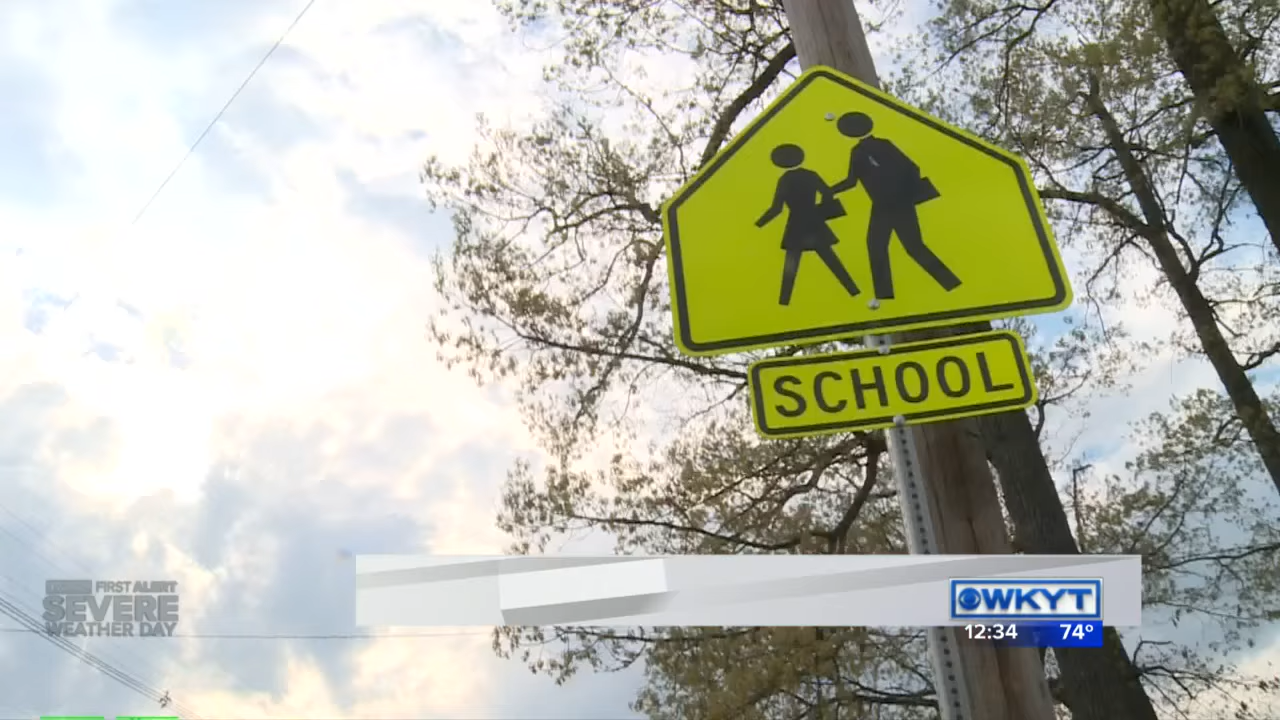 SCHOOL
FIRST ALERT
SEVERE
WEATHER DAY
WKYT
12:34 74°